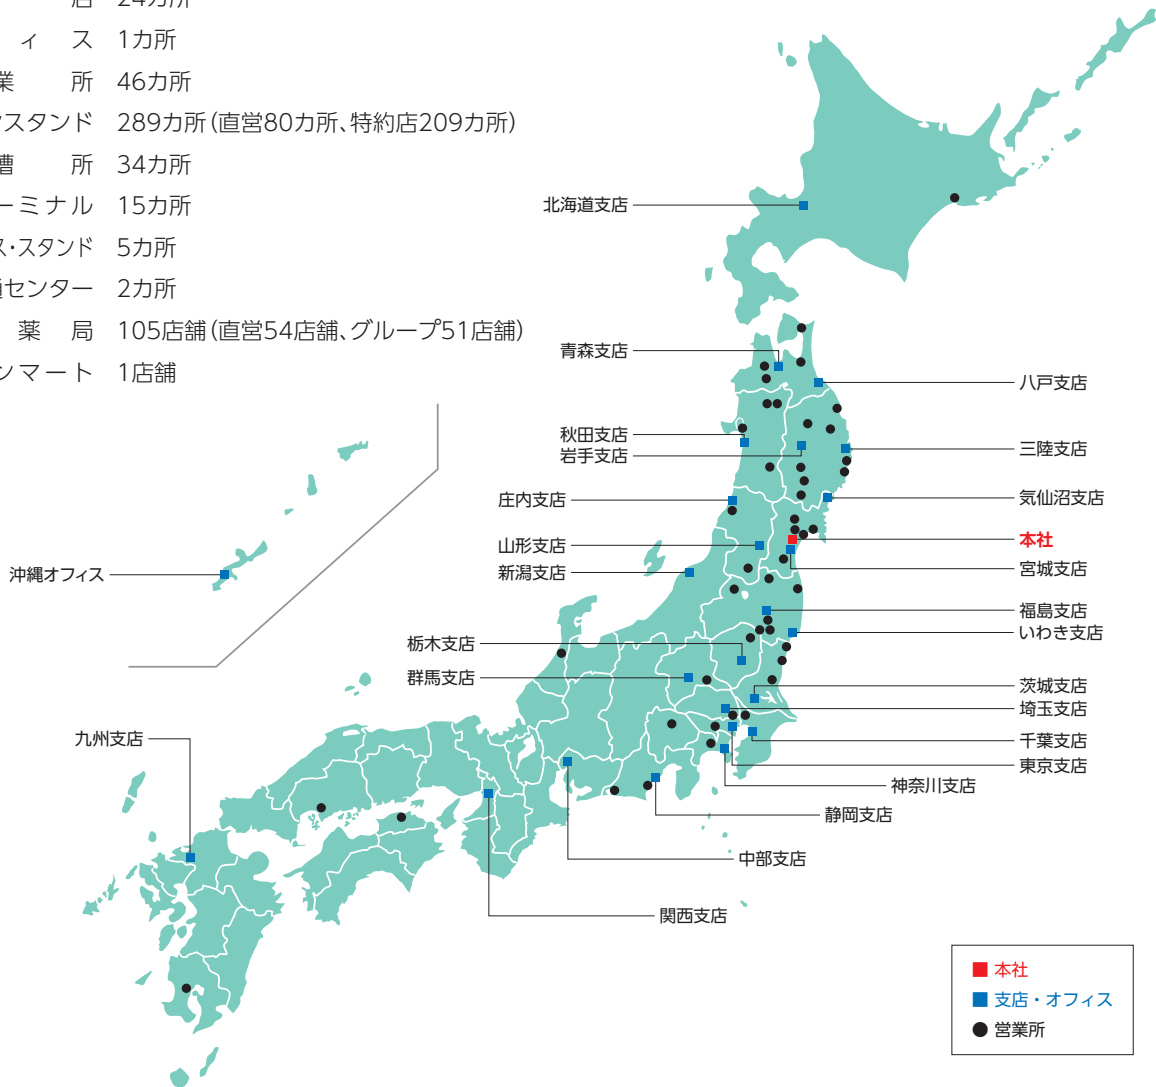 店 24カ所
ィス 1カ所
業所 46カ所
スタンド 289カ所(直営80カ所、特約店209カ所)
槽所 34カ所
ーミナル 15カ所
ス・スタンド 5カ所
センター 2カ所
薬局 105店舗(直営54店舗、グループ51店舗)
ンマート 1店舗
北海道支店
青森支店
八戸支店
秋田支店
岩手支店
三陸支店
庄内支店
気仙沼支店
山形支店
本社
新潟支店
宮城支店
沖縄オフィス
福島支店
いわき支店
栃木支店
群馬支店
茨城支店
埼玉支店
九州支店
千葉支店
東京支店
神奈川支店
静岡支店
中部支店
関西支店
本社
支店・オフィス
営業所